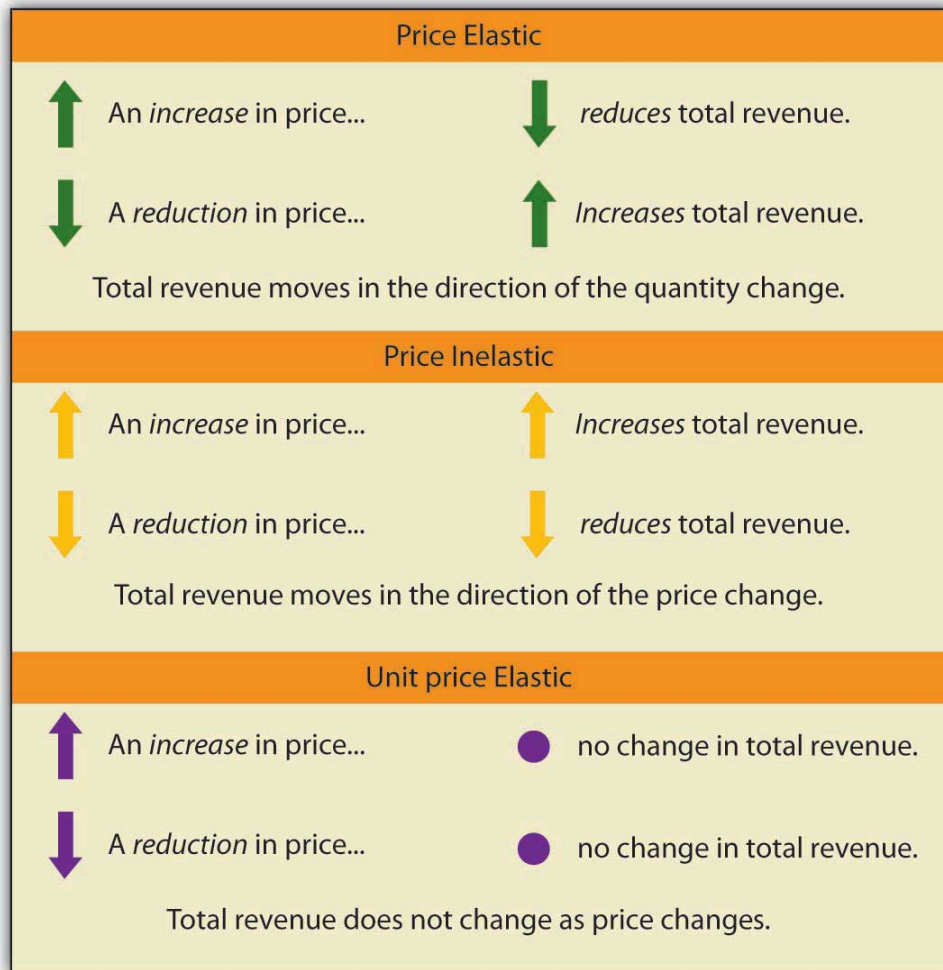 Price Elastic
An increase in price... reduces total revenue.
A reduction in price... Increases total revenue.
Total revenue moves in the direction of the quantity change.
Price Inelastic
An increase in price... Increases total revenue.
A reduction in price... reduces total revenue.
Total revenue moves in the direction of the price change.
Unit price Elastic
An increase in price... no change in total revenue.
A reduction in price... no change in total revenue.
Total revenue does not change as price changes.